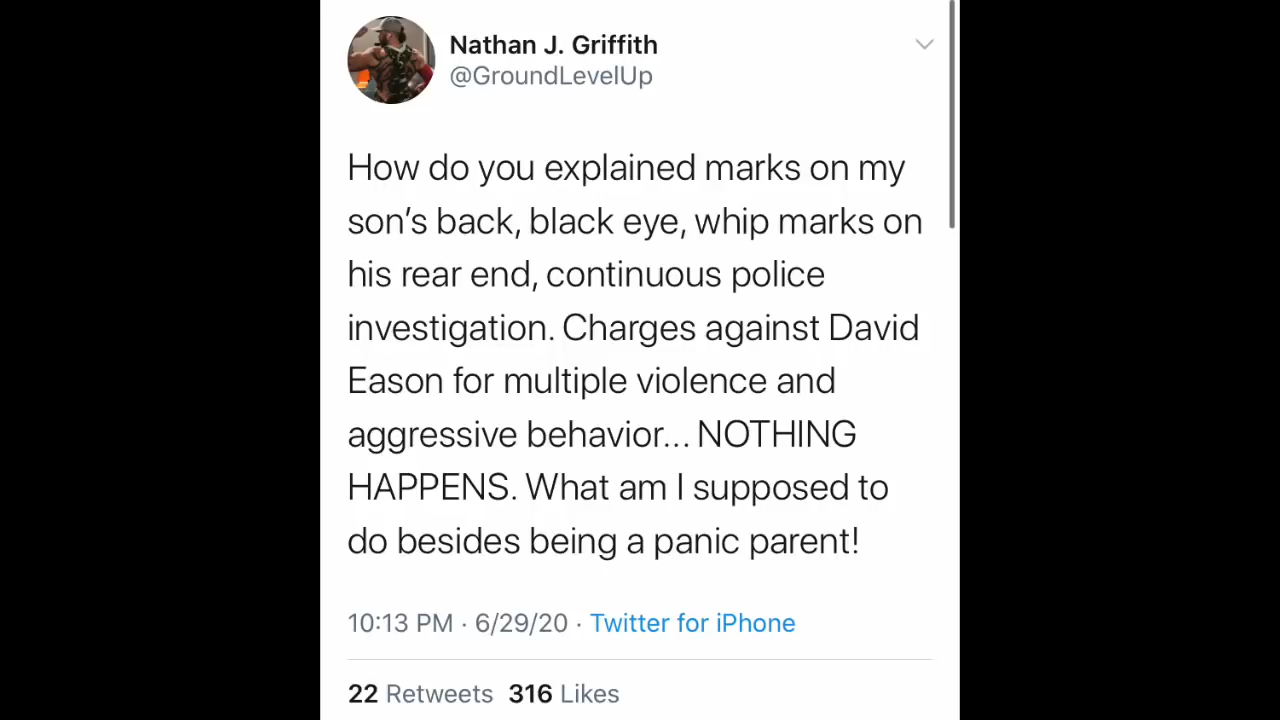 Nathan J. Griffith
@GroundLevelUp
How do you explained marks on my
son's back, black eye, whip marks on
his rear end, continuous police
investigation. Charges against David
Eason for multiple violence and
aggressive behavior... NOTHING
HAPPENS. What am I supposed to
do besides being a panic parent!
10:13 PM · 6/29/20 · Twitter for iPhone
22 Retweets 316 Likes